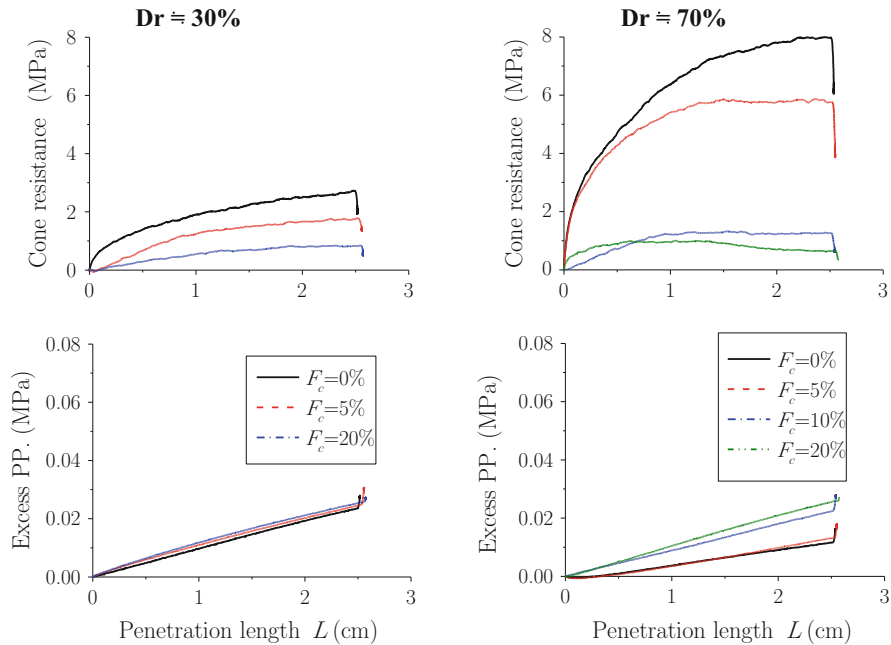 Dr ≒ 30%
Cone resistance (MPa)
8
6
4
2
0
0
1
2
3
Dr ≒ 70%
Cone resistance (MPa)
8
6
4
2
0
0
1
2
3
Excess PP. (MPa)
0.08
0.06
0.04
0.02
0.00
F_c=0%
F_c=5%
F_c=20%
0
1
2
3
Penetration length L (cm)
Excess PP. (MPa)
0.08
0.06
0.04
0.02
0.00
F_c=0%
F_c=5%
F_c=10%
F_c=20%
0
1
2
3
Penetration length L (cm)